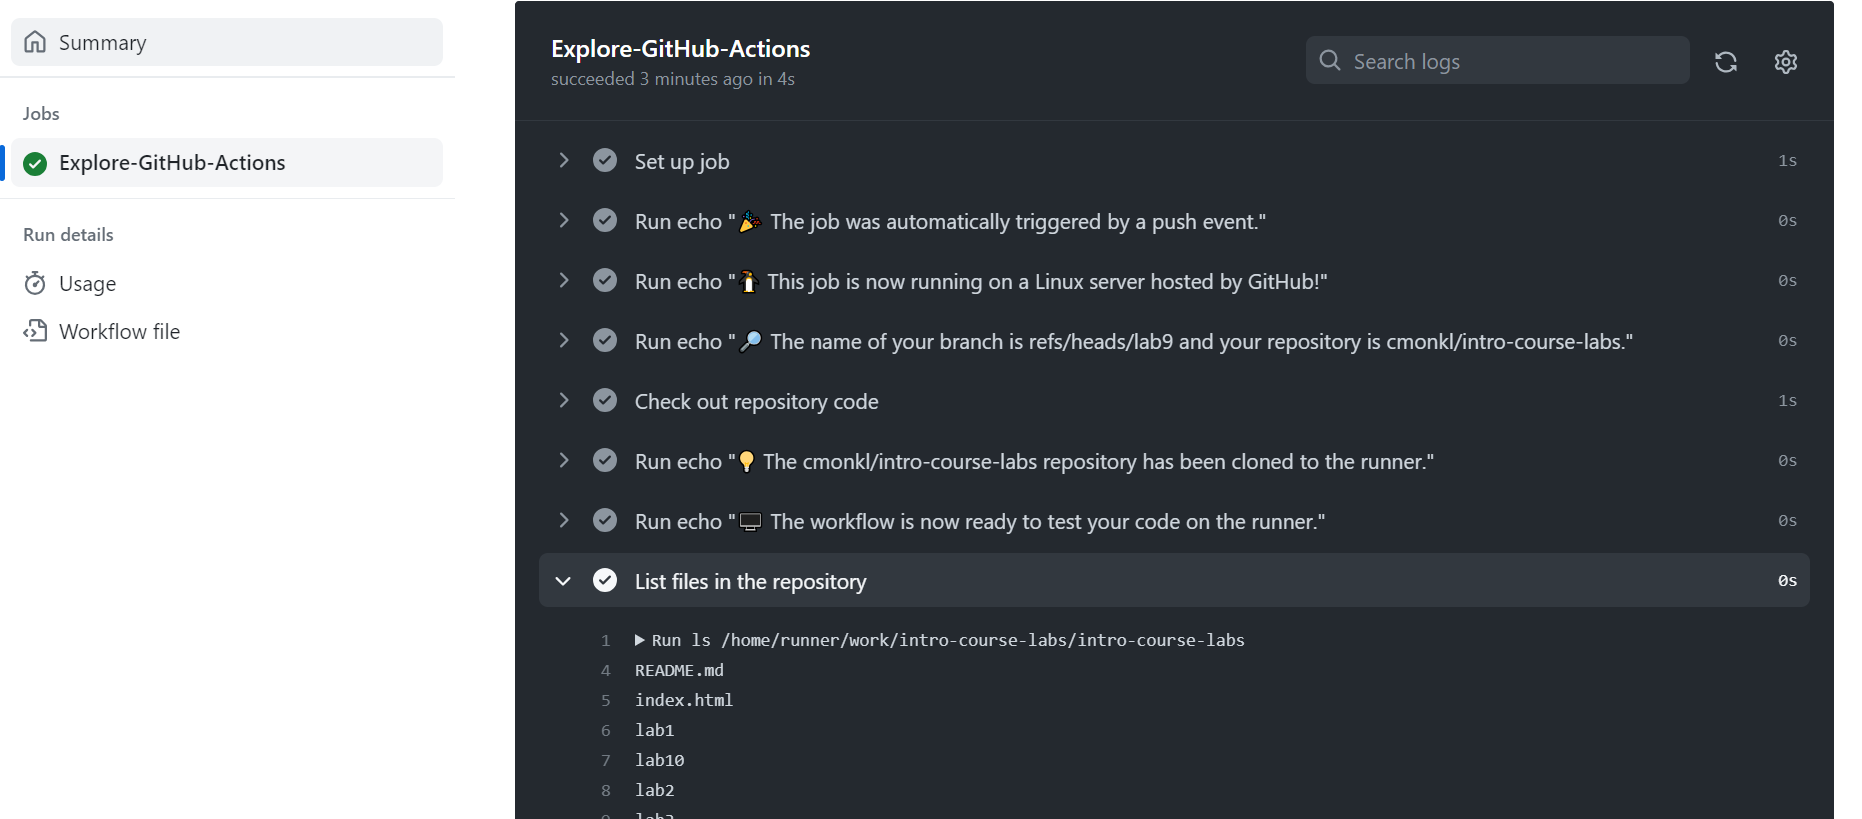 Summary
Jobs
Explore-GitHub-Actions
Run details
Usage
Workflow file
Explore-GitHub-Actions
succeeded 3 minutes ago in 4s
Search logs
Set up job 1s
Run echo "🎉 The job was automatically triggered by a push event." 0s
Run echo "🐧 This job is now running on a Linux server hosted by GitHub!" 0s
Run echo "🔎 The name of your branch is refs/heads/lab9 and your repository is cmonkl/intro-course-labs." 0s
Check out repository code 1s
Run echo "💡 The cmonkl/intro-course-labs repository has been cloned to the runner." 0s
Run echo "🖥️ The workflow is now ready to test your code on the runner." 0s
List files in the repository 0s
1 ▶ Run ls /home/runner/work/intro-course-labs/intro-course-labs
4 README.md
5 index.html
6 lab1
7 lab10
8 lab2
9 lab3